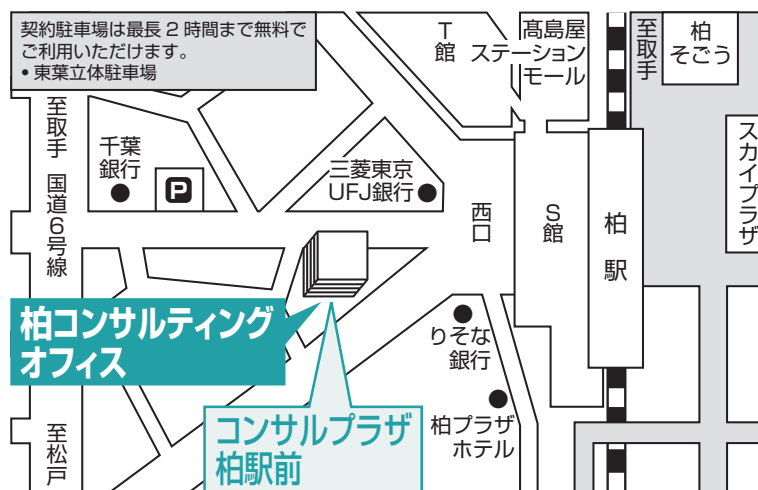 契約駐車場は最長2時間まで無料で
ご利用いただけます。
• 東葉立体駐車場
T館
髙島屋
ステーション
モール
至取手
柏
そごう
スカイプラザ
至取手
国道6号線
千葉
銀行
P
三菱東京
UFJ銀行
西口
S館
柏駅
柏コンサルティング
オフィス
りそな
銀行
コンサルプラザ
柏駅前
柏プラザ
ホテル
至松戸